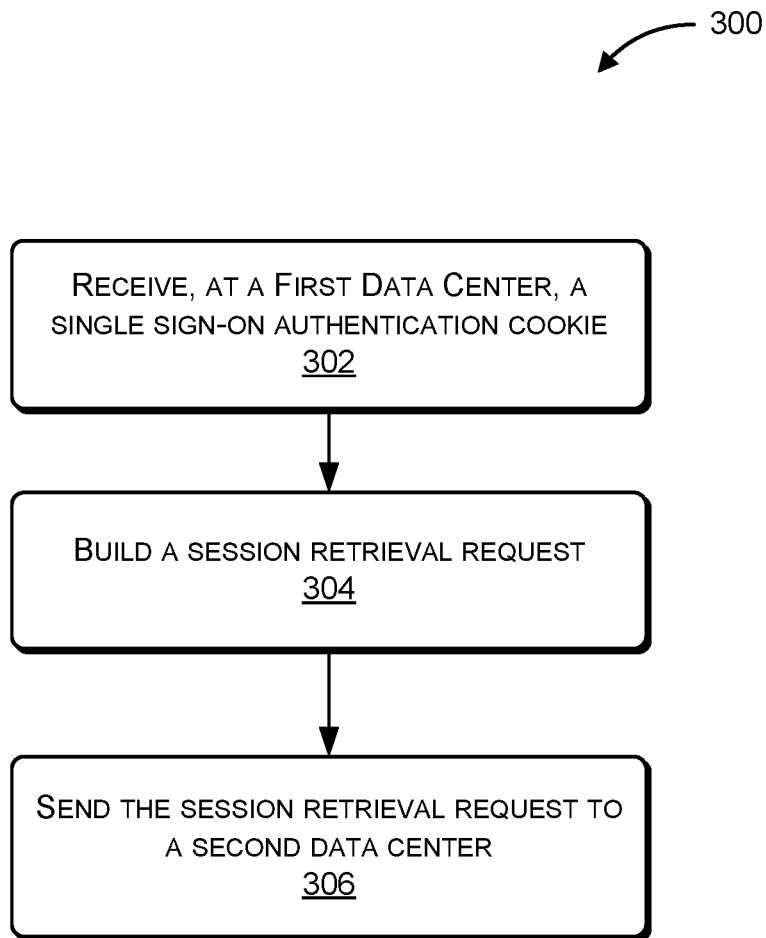 300
RECEIVE, AT A FIRST DATA CENTER, A
SINGLE SIGN-ON AUTHENTICATION COOKIE
302
BUILD A SESSION RETRIEVAL REQUEST
304
SEND THE SESSION RETRIEVAL REQUEST TO
A SECOND DATA CENTER
306